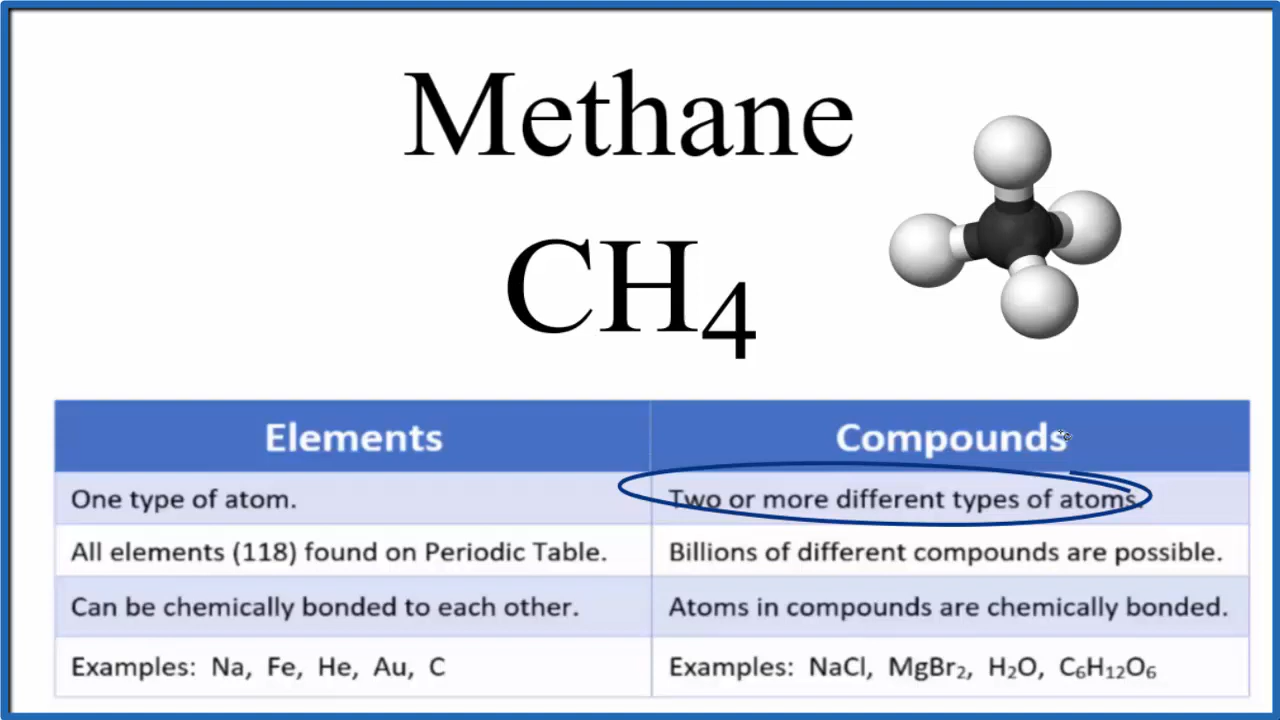 Methane
CH₄
Elements
Compounds
One type of atom.
Two or more different types of atoms.
All elements (118) found on Periodic Table.
Billions of different compounds are possible.
Can be chemically bonded to each other.
Atoms in compounds are chemically bonded.
Examples: Na, Fe, He, Au, C
Examples: NaCl, MgBr₂, H₂O, C₆H₁₂O₆